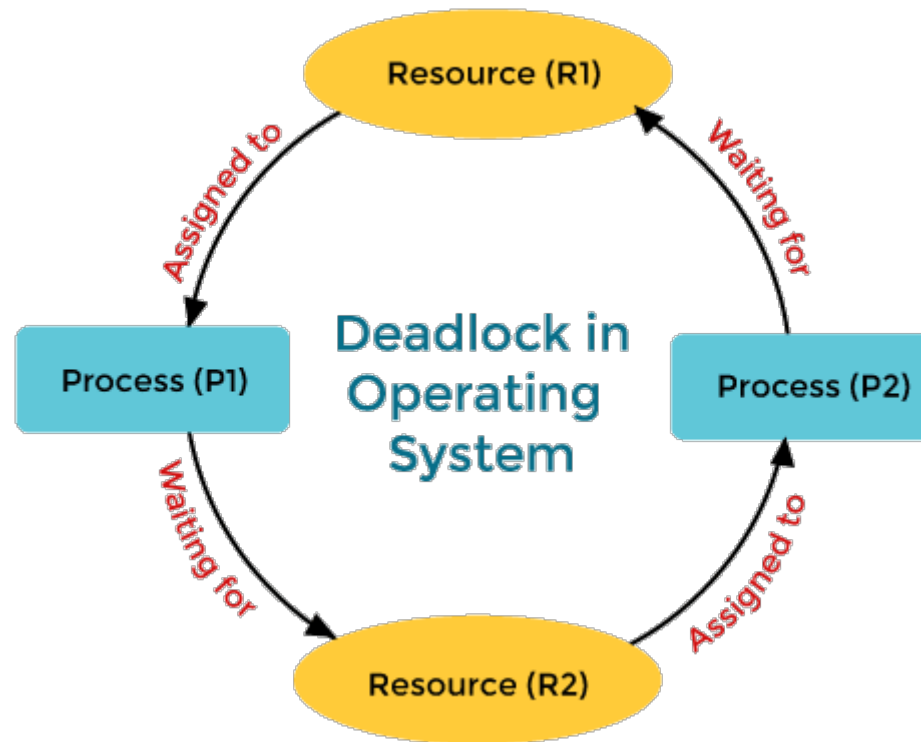 Resource (R1)
Assigned to
Waiting for
Deadlock in
Operating
System
Process (P1)
Process (P2)
Waiting for
Assigned to
Resource (R2)